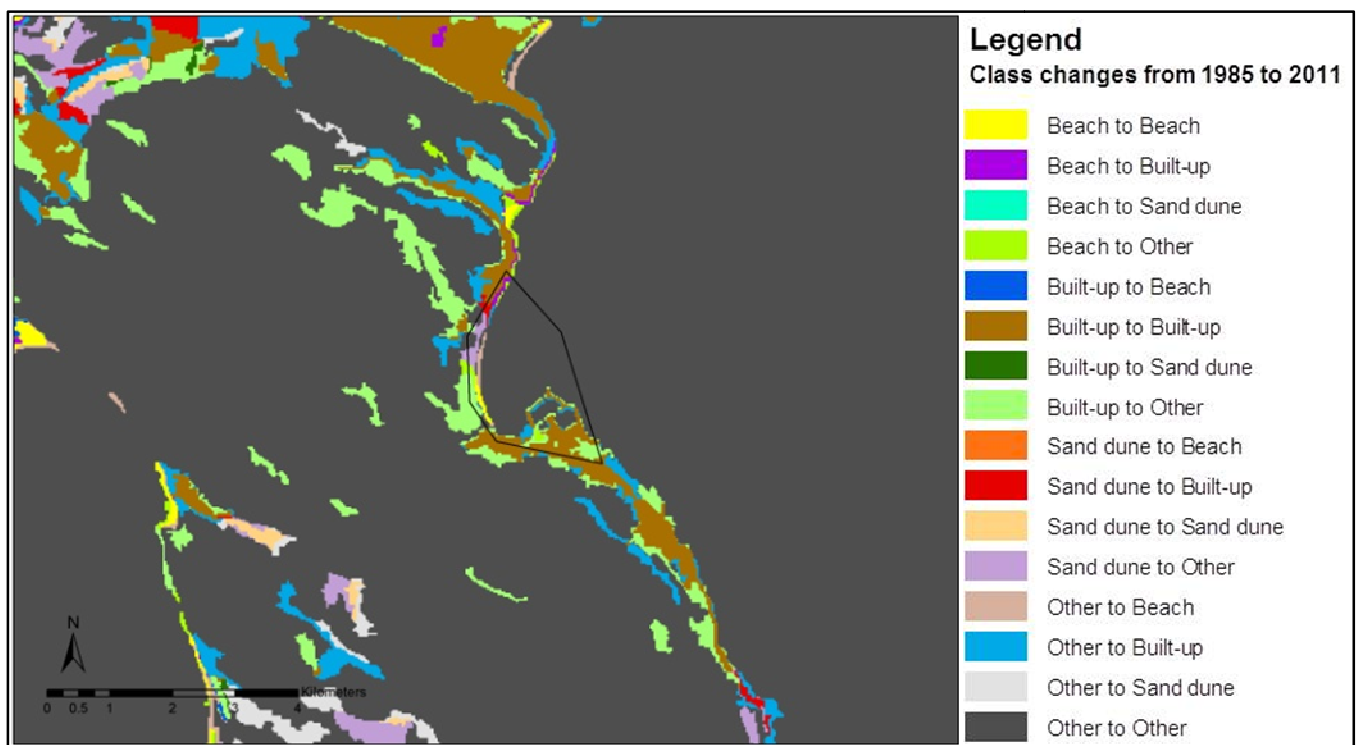 Legend
Class changes from 1985 to 2011
Beach to Beach
Beach to Built-up
Beach to Sand dune
Beach to Other
Built-up to Beach
Built-up to Built-up
Built-up to Sand dune
Built-up to Other
Sand dune to Beach
Sand dune to Built-up
Sand dune to Sand dune
Sand dune to Other
Other to Beach
Other to Built-up
Other to Sand dune
Other to Other
N
Kilometers
0 0.5 1 2 3 4